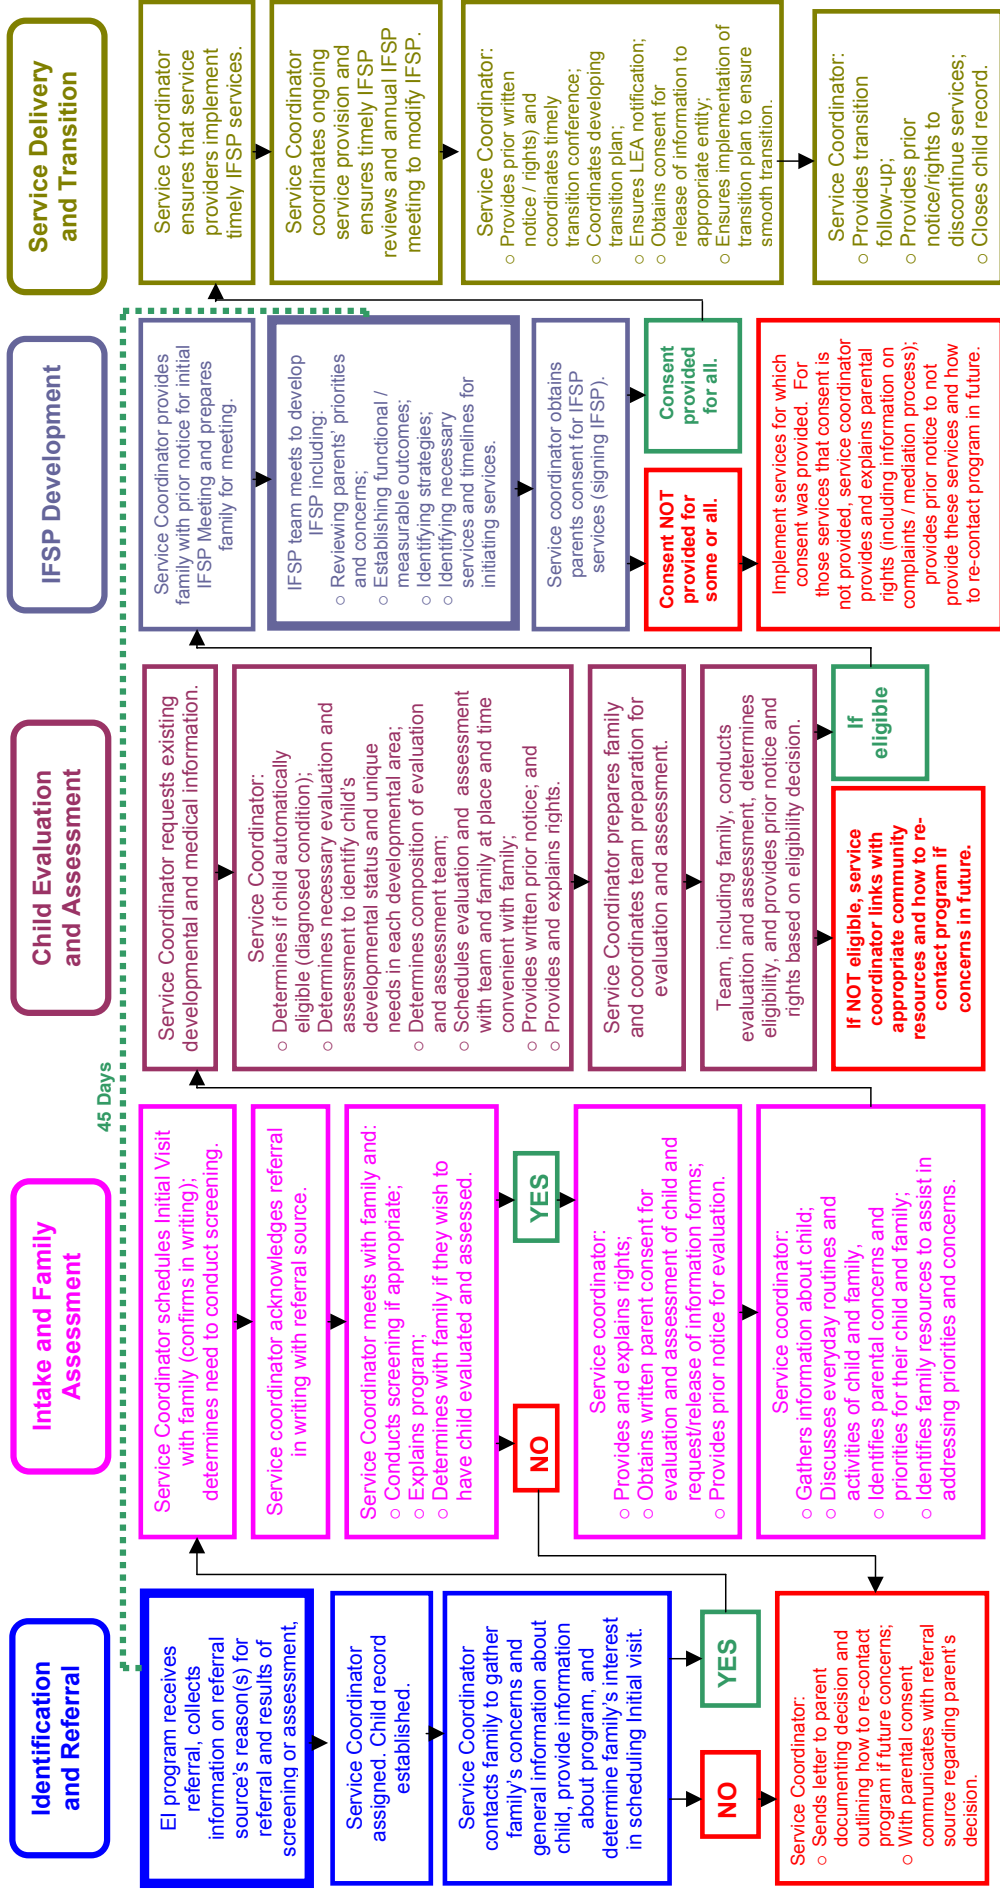 Identification
and Referral
EI program receives
referral, collects
information on referral
source's reason(s) for
referral and results of
screening or assessment,
Service Coordinator
assigned. Child record
established.
Service Coordinator
contacts family to gather
family's concerns and
general information about
child, provide information
about program, and
determine family's interest
in scheduling Initial visit.
NO
YES
Service Coordinator:
○ Sends letter to parent
documenting decision and
outlining how to re-contact
program if future concerns;
○ With parental consent
communicates with referral
source regarding parent's
decision.
45 Days
Intake and Family
Assessment
Service Coordinator schedules Initial Visit
with family (confirms in writing);
determines need to conduct screening.
Service coordinator acknowledges referral
in writing with referral source.
Service Coordinator meets with family and:
○ Conducts screening if appropriate;
○ Explains program;
○ Determines with family if they wish to
have child evaluated and assessed.
NO
YES
Service coordinator:
○ Provides and explains rights;
○ Obtains written parent consent for
evaluation and assessment of child and
request/release of information forms;
○ Provides prior notice for evaluation.
Service coordinator:
○ Gathers information about child;
○ Discusses everyday routines and
activities of child and family,
○ Identifies parental concerns and
priorities for their child and family;
○ Identifies family resources to assist in
addressing priorities and concerns.
Child Evaluation
and Assessment
Service Coordinator requests existing
developmental and medical information.
Service Coordinator:
○ Determines if child automatically
eligible (diagnosed condition);
○ Determines necessary evaluation and
assessment to identify child's
developmental status and unique
needs in each developmental area;
○ Determines composition of evaluation
and assessment team;
○ Schedules evaluation and assessment
with team and family at place and time
convenient with family;
○ Provides written prior notice; and
○ Provides and explains rights.
Service Coordinator prepares family
and coordinates team preparation for
evaluation and assessment.
Team, including family, conducts
evaluation and assessment, determines
eligibility, and provides prior notice and
rights based on eligibility decision.
If NOT eligible, service
coordinator links with
appropriate community
resources and how to re-
contact program if
concerns in future.
If
eligible
IFSP Development
Service Coordinator provides
family with prior notice for initial
IFSP Meeting and prepares
family for meeting.
IFSP team meets to develop
IFSP including:
○ Reviewing parents' priorities
and concerns;
○ Establishing functional /
measurable outcomes;
○ Identifying strategies;
○ Identifying necessary
services and timelines for
initiating services.
Service coordinator obtains
parents consent for IFSP
services (signing IFSP).
Consent NOT
provided for
some or all.
Consent
provided
for all.
Implement services for which
consent was provided. For
those services that consent is
not provided, service coordinator
provides and explains parental
rights (including information on
complaints / mediation process);
provides prior notice to not
provide these services and how
to re-contact program in future.
Service Delivery
and Transition
Service Coordinator
ensures that service
providers implement
timely IFSP services.
Service Coordinator
coordinates ongoing
service provision and
ensures timely IFSP
reviews and annual IFSP
meeting to modify IFSP.
Service Coordinator:
○ Provides prior written
notice / rights) and
coordinates timely
transition conference;
○ Coordinates developing
transition plan;
○ Ensures LEA notification;
○ Obtains consent for
release of information to
appropriate entity;
○ Ensures implementation of
transition plan to ensure
smooth transition.
Service Coordinator:
○ Provides transition
follow-up;
○ Provides prior
notice/rights to
discontinue services;
○ Closes child record.